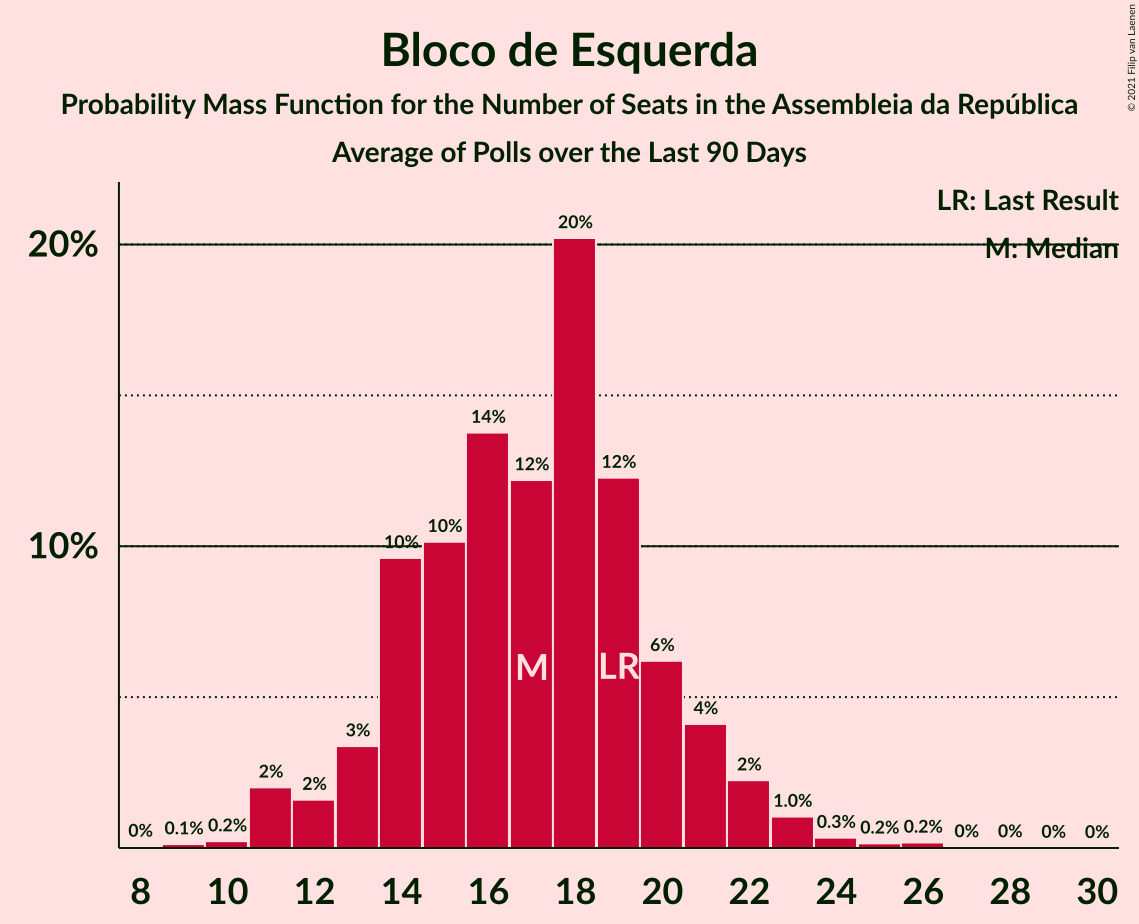 Bloco de Esquerda
Probability Mass Function for the Number of Seats in the Assembleia da República
Average of Polls over the Last 90 Days
© 2021 Filip van Laenen
LR: Last Result
M: Median
20%
10%
0%
0.1%
0.2%
2%
2%
3%
10%
10%
14%
12%
20%
12%
6%
4%
2%
1.0%
0.3%
0.2%
0.2%
0%
0%
0%
0%
M
LR
8 10 12 14 16 18 20 22 24 26 28 30